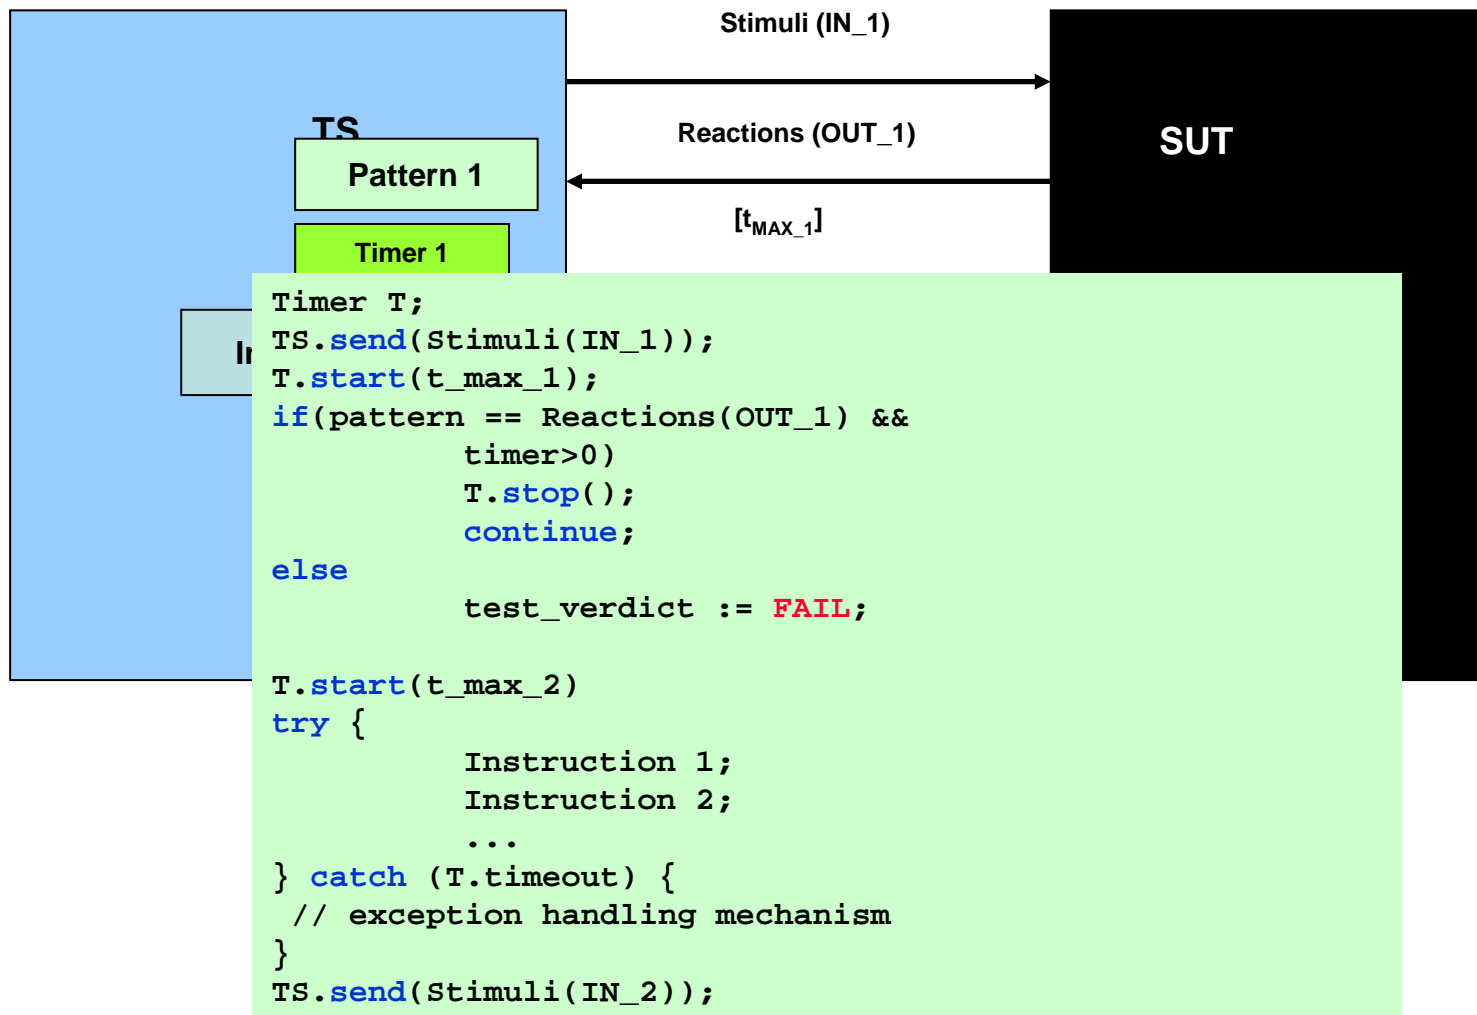 Stimuli (IN_1)
TS
Reactions (OUT_1)
SUT
Pattern 1
[tMAX_1]
Timer 1
Timer T;
TS.send(Stimuli(IN_1));
T.start(t_max_1);
if(pattern == Reactions(OUT_1) &&
timer>0)
T.stop();
continue;
else
test_verdict := FAIL;
T.start(t_max_2)
try {
Instruction 1;
Instruction 2;
...
} catch (T.timeout) {
// exception handling mechanism
}
TS.send(Stimuli(IN_2));